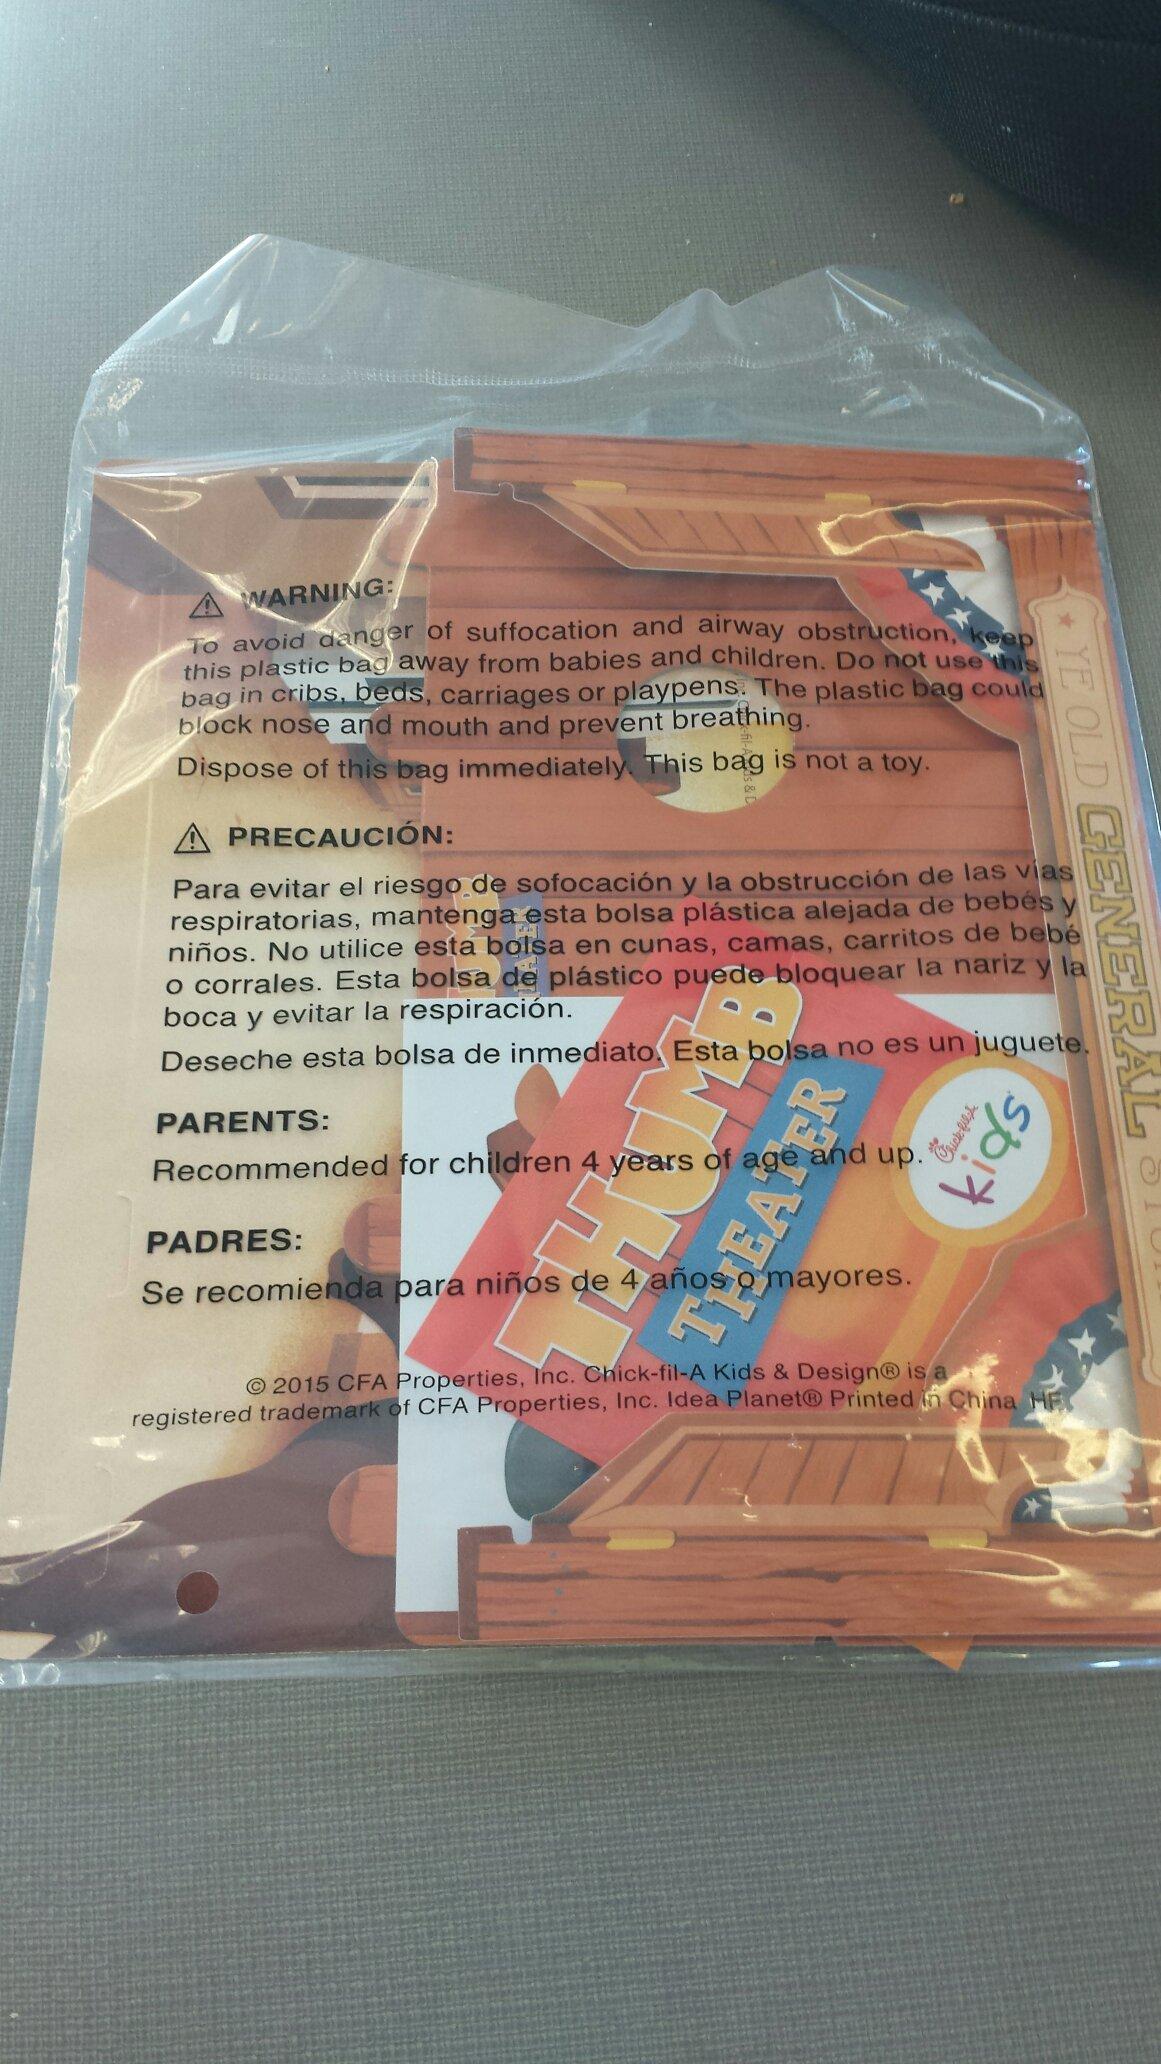 WARNING:
To avoid danger of suffocation and airway obstruction, keep
this plastic bag away from babies and children. Do not use this
bag in cribs, beds, carriages or playpens. The plastic bag could
block nose and mouth and prevent breathing.
Dispose of this bag immediately. This bag is not a toy.
PRECAUCIÓN:
Para evitar el riesgo de sofocación y la obstrucción de las vías
respiratorias, mantenga esta bolsa plástica alejada de bebés y
niños. No utilice esta bolsa en cunas, camas, carritos de bebé
o corrales. Esta bolsa de plástico puede bloquear la nariz y la
boca y evitar la respiración.
Deseche esta bolsa de inmediato. Esta bolsa no es un juguete.
PARENTS:
Recommended for children 4 years of age and up.
PADRES:
Se recomienda para niños de 4 años o mayores.
© 2015 CFA Properties, Inc. Chick-fil-A Kids & Design® is a
registered trademark of CFA Properties, Inc. Idea Planet® Printed in China HF
THUMB
THEATER
Chick-fil-A
kids
YE OLD GENERAL